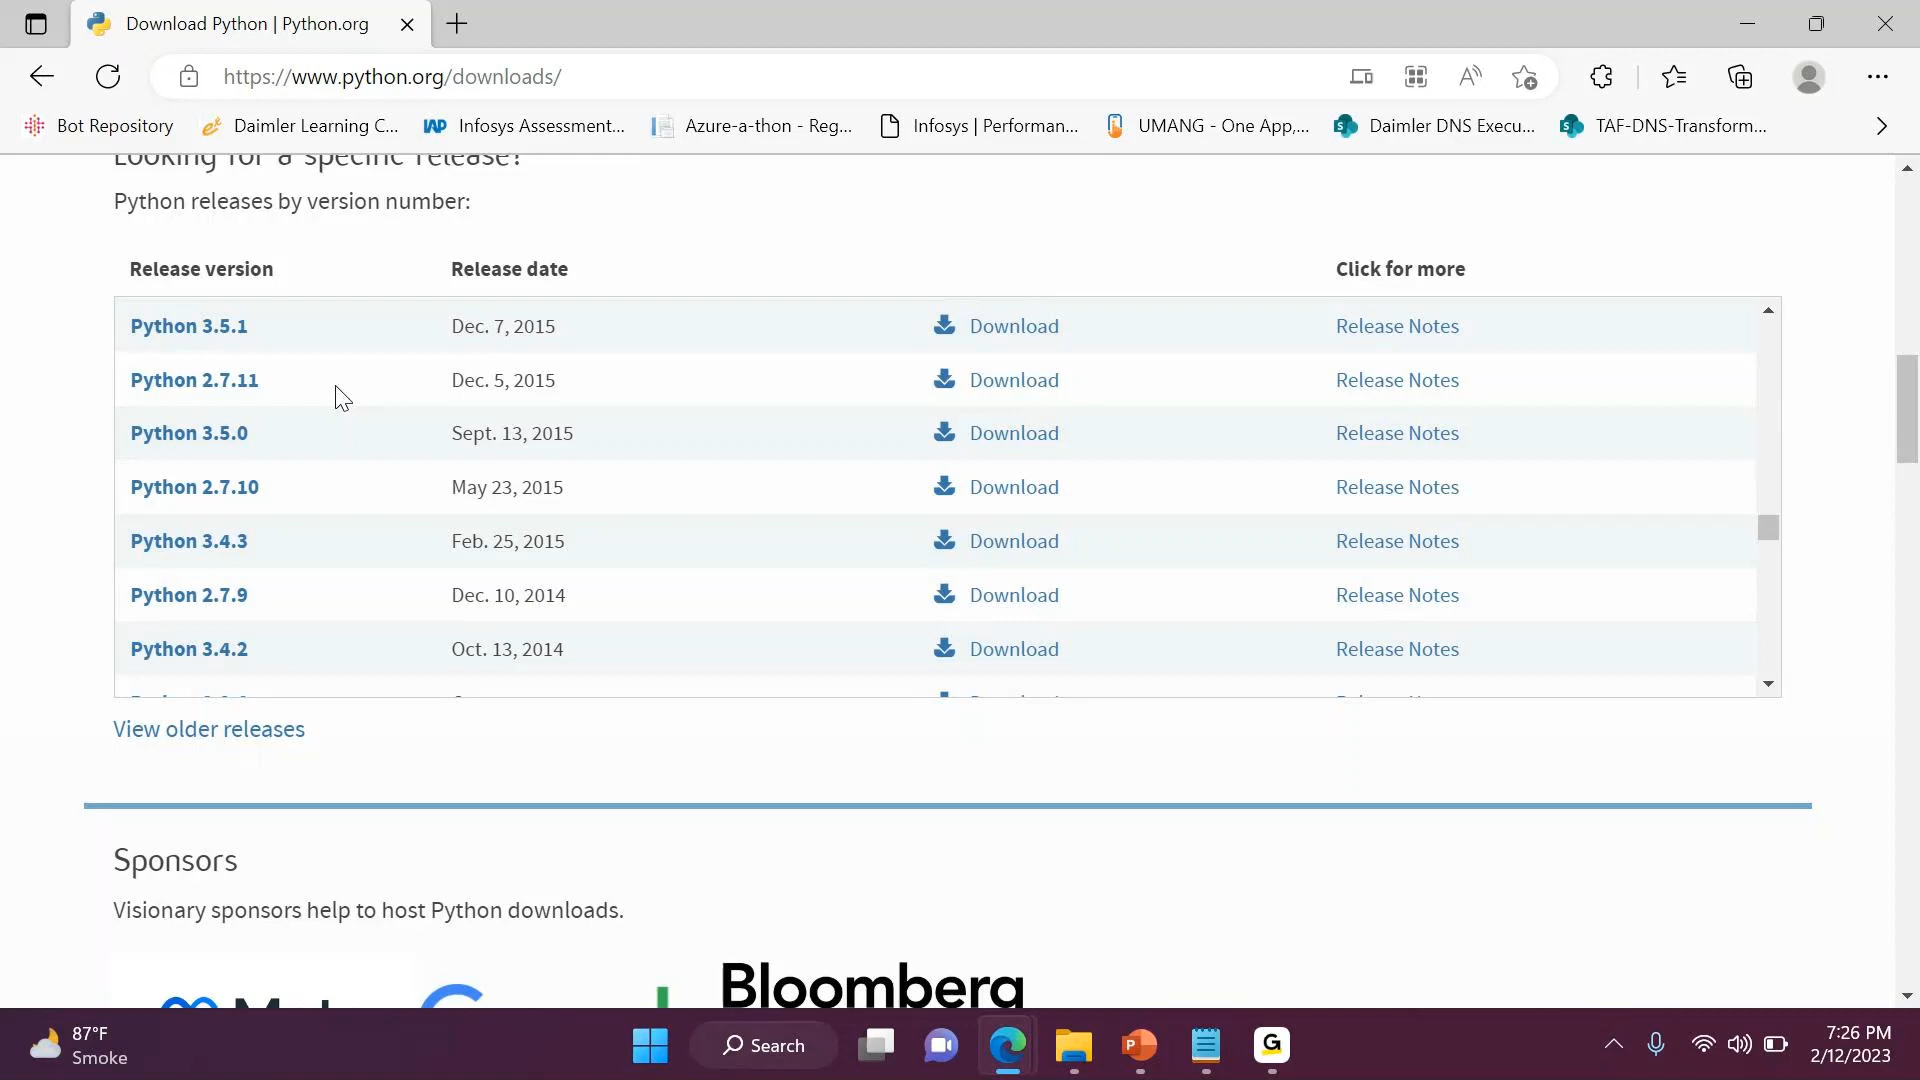 Download Python | Python.org
https://www.python.org/downloads/
Bot Repository
Daimler Learning C...
Infosys Assessment...
Azure-a-thon - Reg...
Infosys | Performan...
UMANG - One App,...
Daimler DNS Execu...
TAF-DNS-Transform...
Looking for a specific release?
Python releases by version number:
Release version Release date Click for more
Python 3.5.1 Dec. 7, 2015 Download Release Notes
Python 2.7.11 Dec. 5, 2015 Download Release Notes
Python 3.5.0 Sept. 13, 2015 Download Release Notes
Python 2.7.10 May 23, 2015 Download Release Notes
Python 3.4.3 Feb. 25, 2015 Download Release Notes
Python 2.7.9 Dec. 10, 2014 Download Release Notes
Python 3.4.2 Oct. 13, 2014 Download Release Notes
View older releases
Sponsors
Visionary sponsors help to host Python downloads.
Bloomberg
87°F
Smoke
Search
7:26 PM
2/12/2023